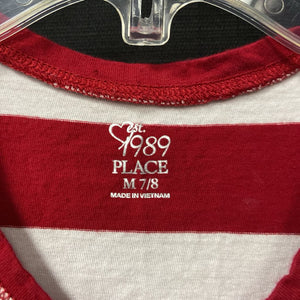 est.
1989
PLACE
M 7/8
MADE IN VIETNAM